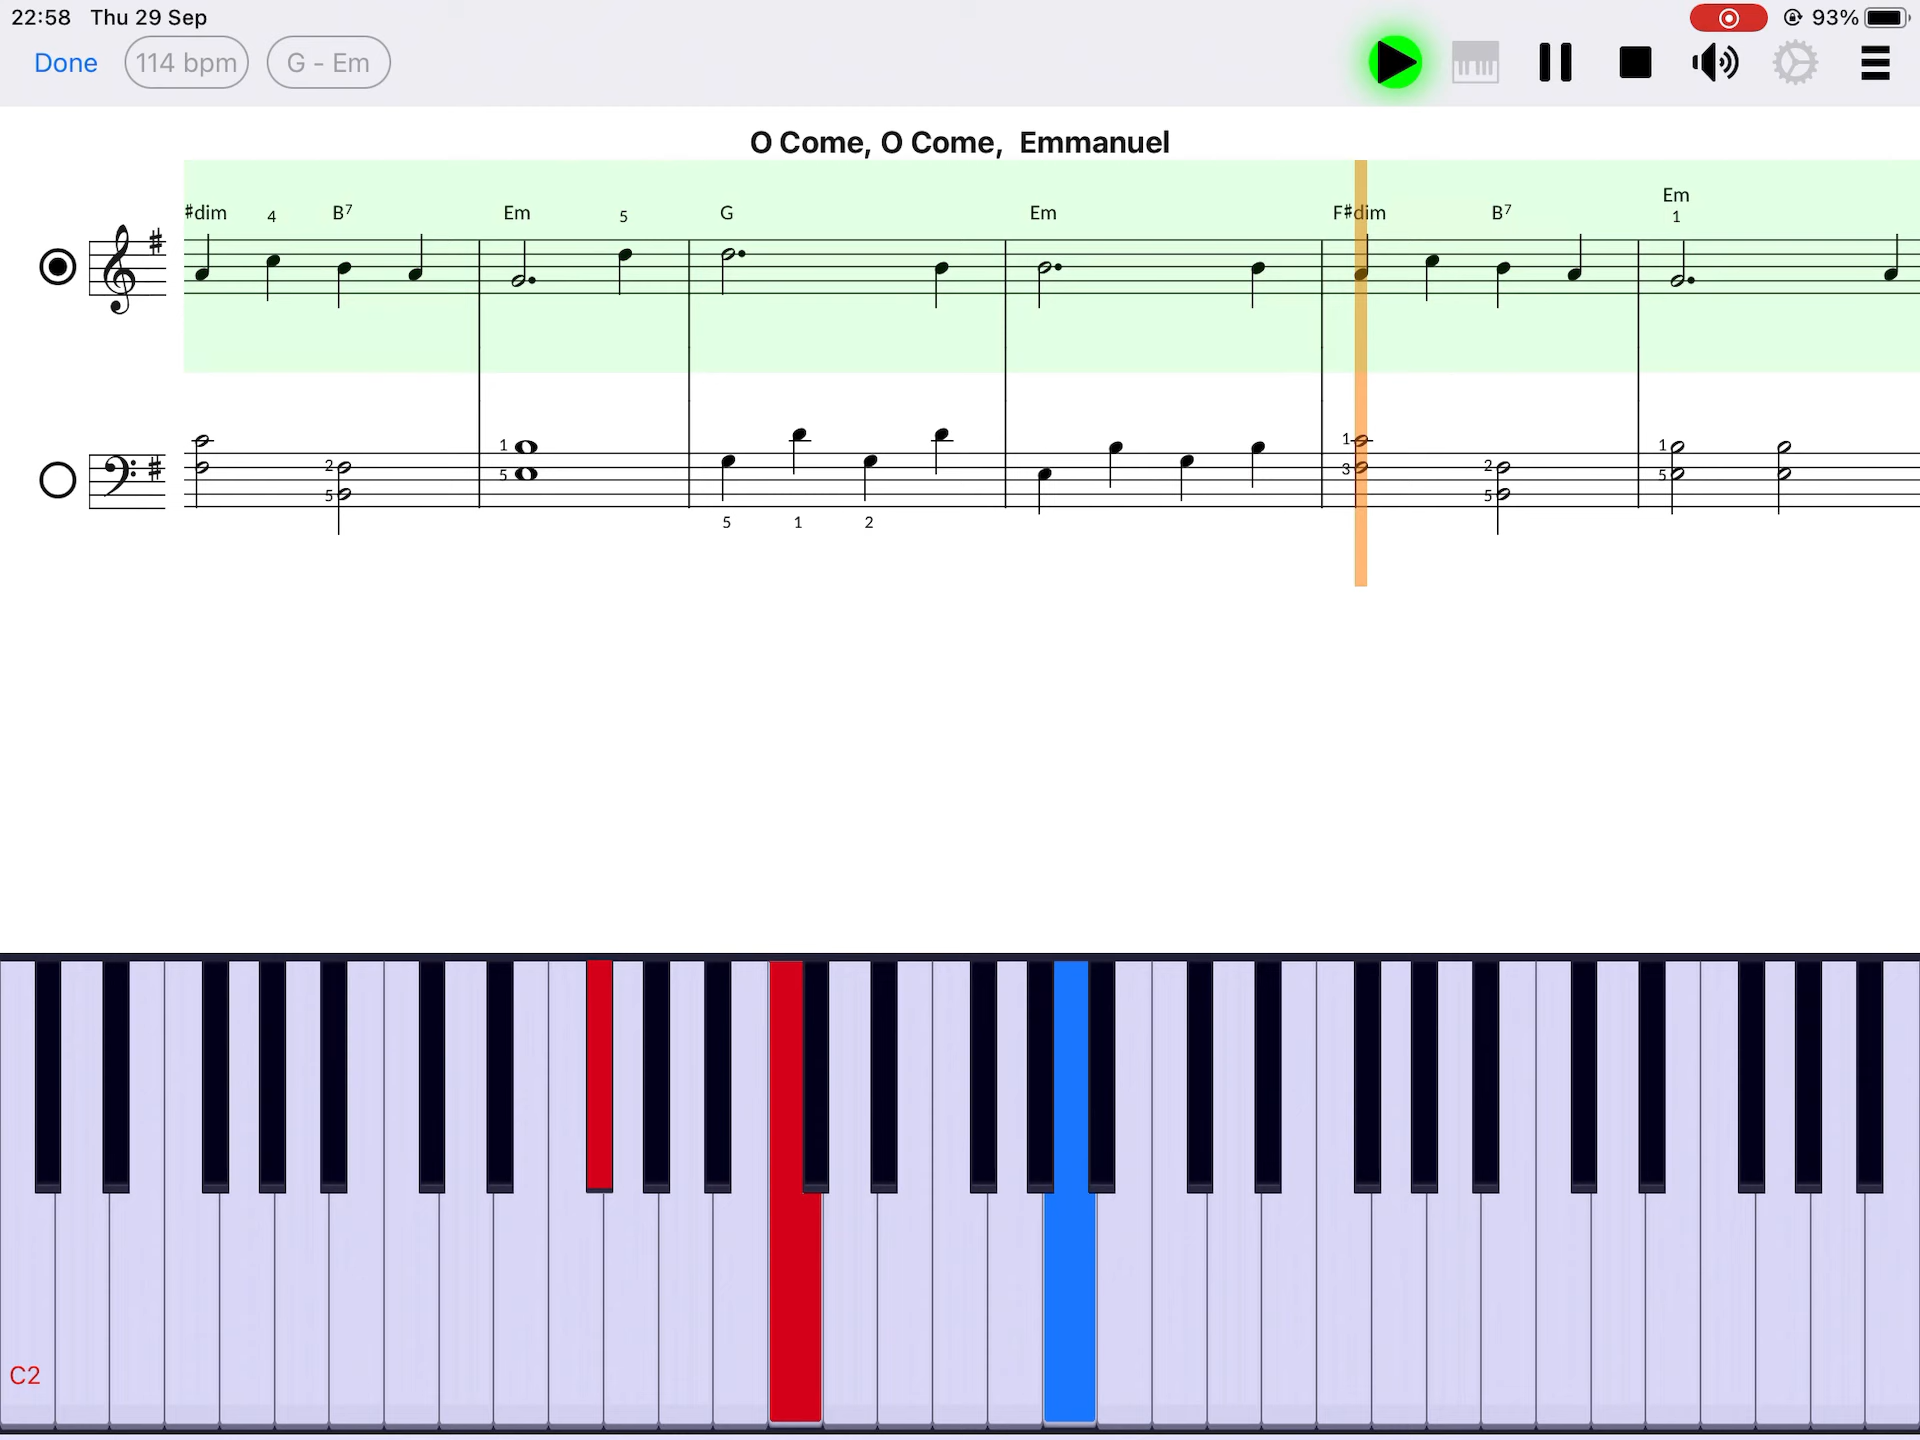 22:58 Thu 29 Sep 93%
Done 114 bpm G - Em
O Come, O Come, Emmanuel
Em
#dim 4 B7 Em 5 G Em F#dim B7 1
1 1 1
2 5 3 2 5
5 5
5 1 2
C2